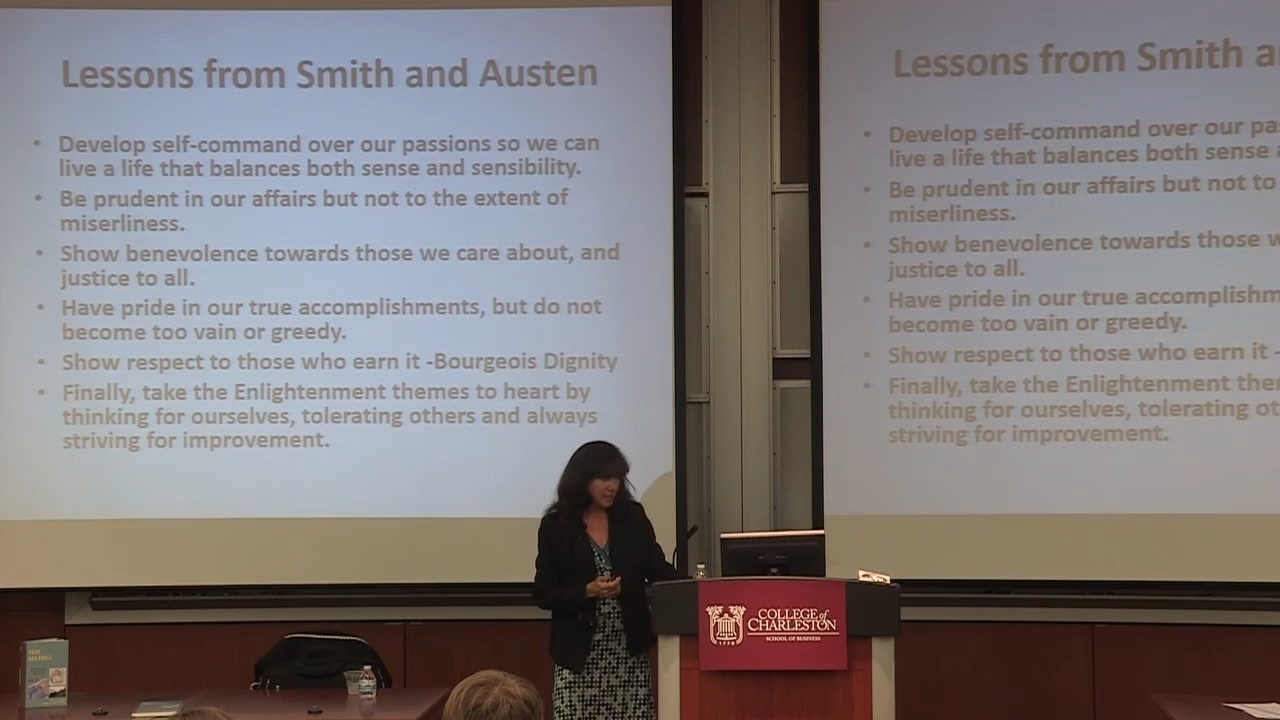 Lessons from Smith and Austen
• Develop self-command over our passions so we can
live a life that balances both sense and sensibility.
• Be prudent in our affairs but not to the extent of
miserliness.
• Show benevolence towards those we care about, and
justice to all.
• Have pride in our true accomplishments, but do not
become too vain or greedy.
• Show respect to those who earn it -Bourgeois Dignity
• Finally, take the Enlightenment themes to heart by
thinking for ourselves, tolerating others and always
striving for improvement.
Lessons from Smith a
• Develop self-command over our pa
live a life that balances both sense
• Be prudent in our affairs but not to
miserliness.
• Show benevolence towards those w
justice to all.
• Have pride in our true accomplishm
become too vain or greedy.
• Show respect to those who earn it -
• Finally, take the Enlightenment the
thinking for ourselves, tolerating ot
striving for improvement.
COLLEGE of
CHARLESTON
SCHOOL OF BUSINESS
1770
PRIDE
AND PROFIT